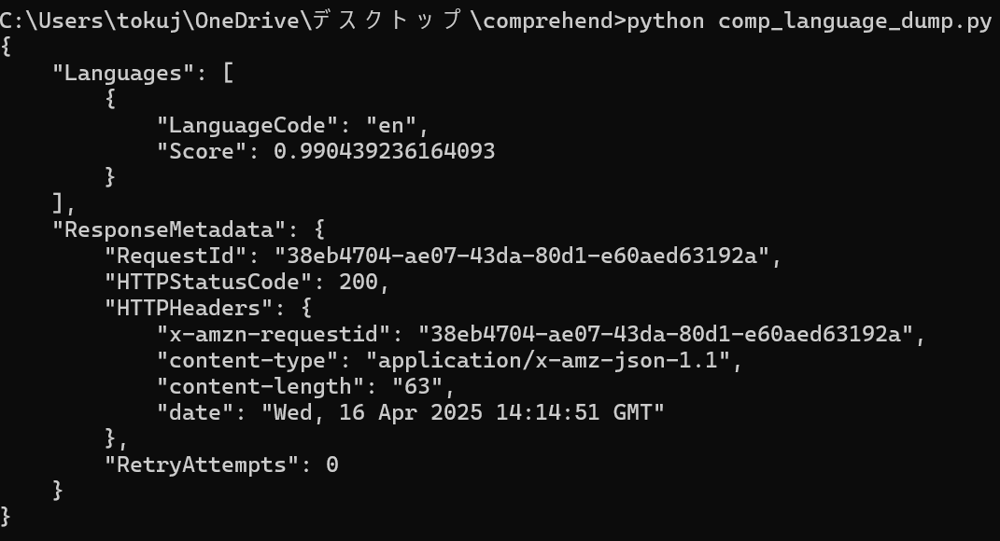 C:\Users\tokuj\OneDrive\デスクトップ\comprehend>python comp_language_dump.py
{
    "Languages": [
        {
            "LanguageCode": "en",
            "Score": 0.990439236164093
        }
    ],
    "ResponseMetadata": {
        "RequestId": "38eb4704-ae07-43da-80d1-e60aed63192a",
        "HTTPStatusCode": 200,
        "HTTPHeaders": {
            "x-amzn-requestid": "38eb4704-ae07-43da-80d1-e60aed63192a",
            "content-type": "application/x-amz-json-1.1",
            "content-length": "63",
            "date": "Wed, 16 Apr 2025 14:14:51 GMT"
        },
        "RetryAttempts": 0
    }
}